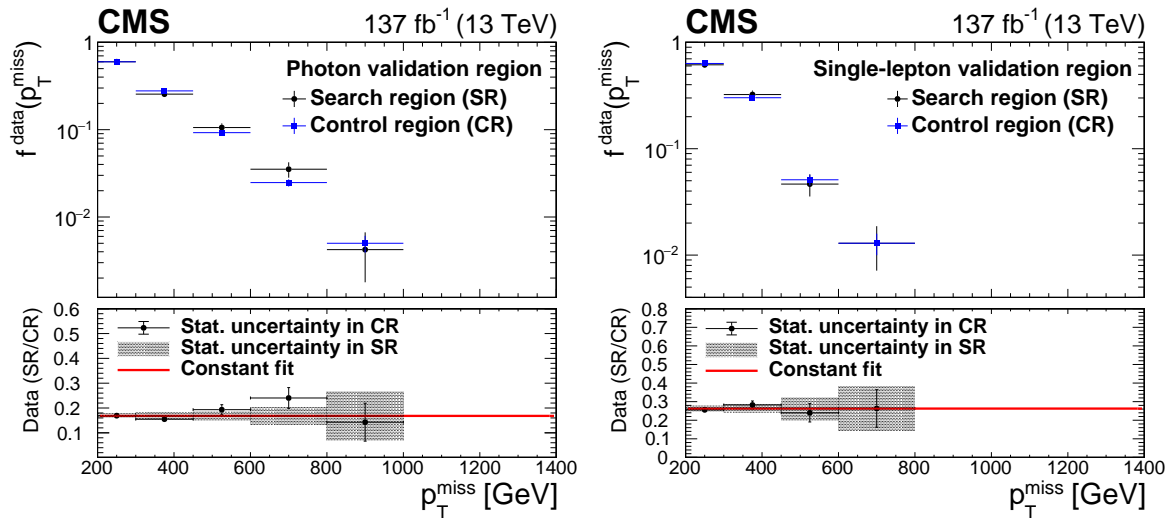 CMS 137 fb⁻¹ (13 TeV)
f^data(p_T^miss)
1
10⁻¹
10⁻²
Photon validation region
Search region (SR)
Control region (CR)
Data (SR/CR)
0.6
0.5
0.4
0.3
0.2
0.1
Stat. uncertainty in CR
Stat. uncertainty in SR
Constant fit
200 400 600 800 1000 1200 1400
p_T^miss [GeV]
CMS 137 fb⁻¹ (13 TeV)
f^data(p_T^miss)
1
10⁻¹
10⁻²
Single-lepton validation region
Search region (SR)
Control region (CR)
Data (SR/CR)
0.8
0.7
0.6
0.5
0.4
0.3
0.2
0.1
0
Stat. uncertainty in CR
Stat. uncertainty in SR
Constant fit
200 400 600 800 1000 1200 1400
p_T^miss [GeV]